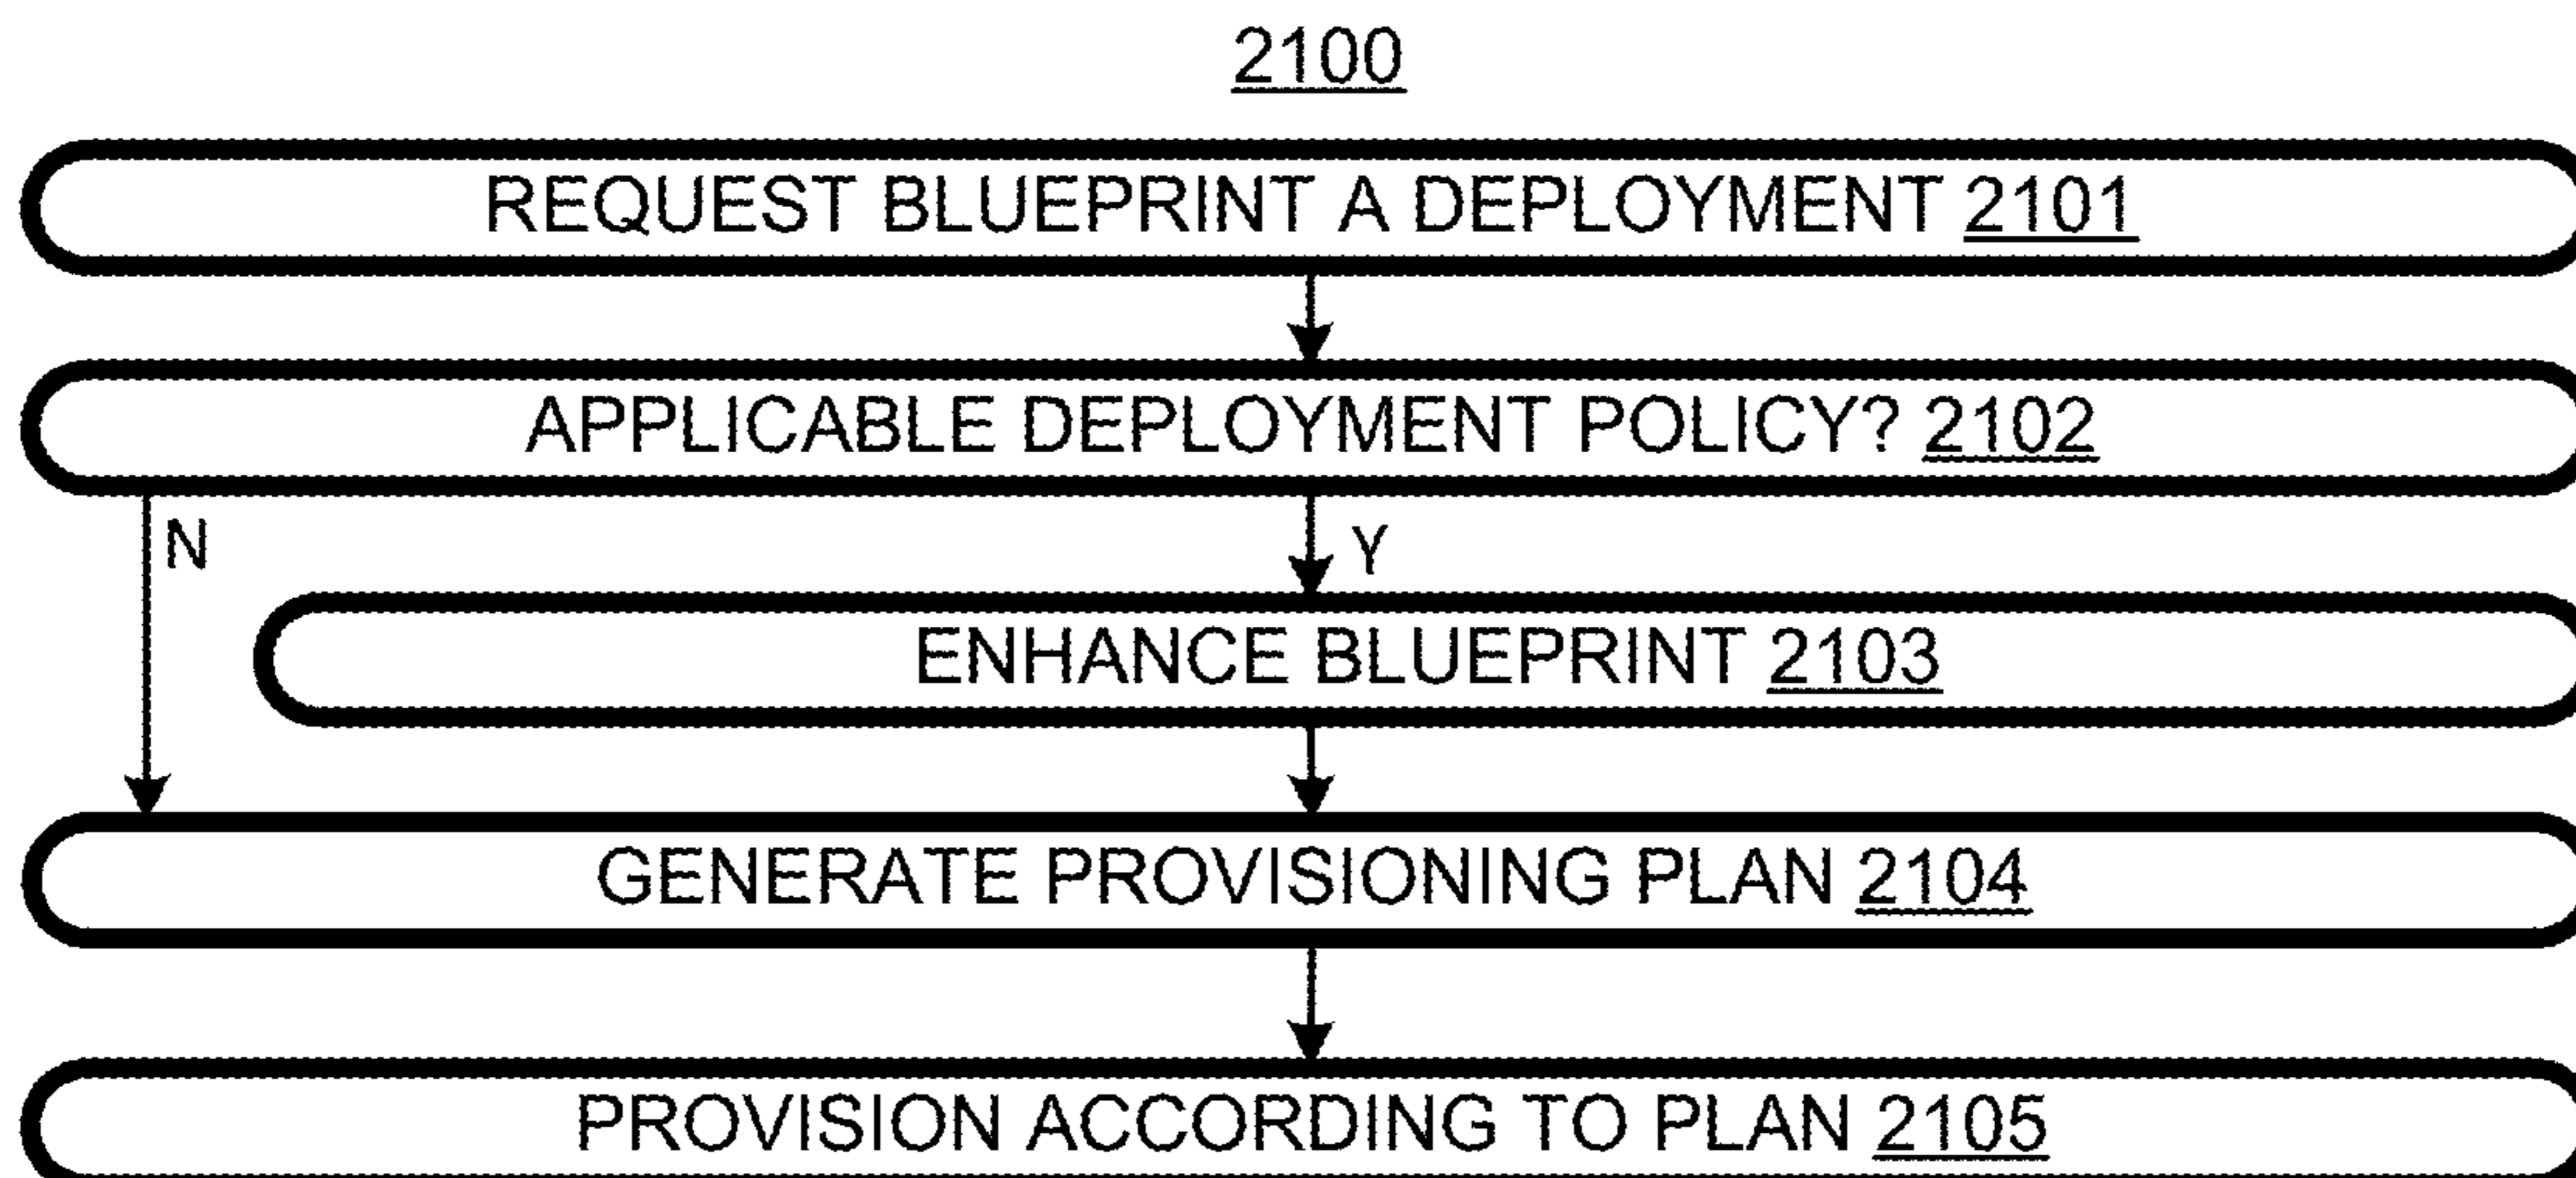 2100
REQUEST BLUEPRINT A DEPLOYMENT 2101
APPLICABLE DEPLOYMENT POLICY? 2102
N
Y
ENHANCE BLUEPRINT 2103
GENERATE PROVISIONING PLAN 2104
PROVISION ACCORDING TO PLAN 2105